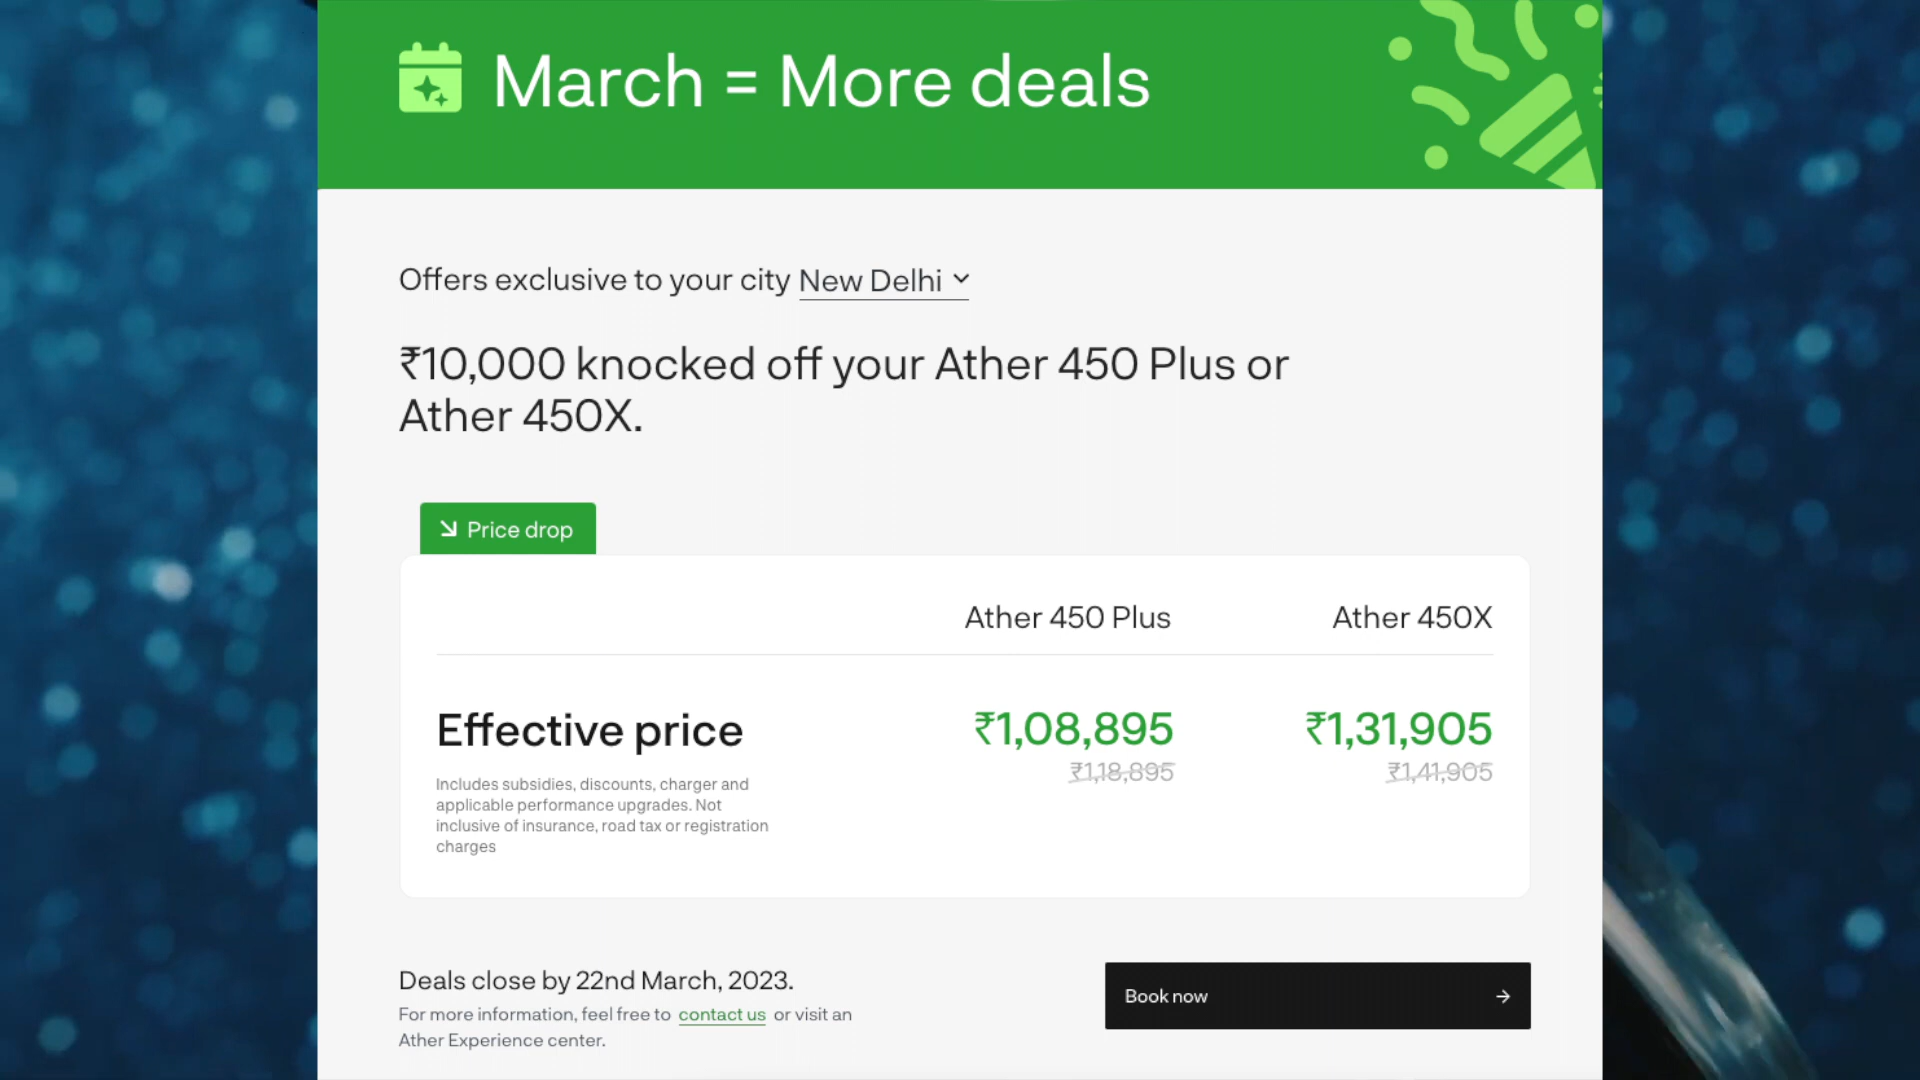 March = More deals
Offers exclusive to your city New Delhi
₹10,000 knocked off your Ather 450 Plus or
Ather 450X.
Price drop
Ather 450 Plus Ather 450X
Effective price ₹1,08,895 ₹1,31,905
₹1,18,895 ₹1,41,905
Includes subsidies, discounts, charger and
applicable performance upgrades. Not
inclusive of insurance, road tax or registration
charges
Deals close by 22nd March, 2023.
For more information, feel free to contact us or visit an
Ather Experience center.
Book now